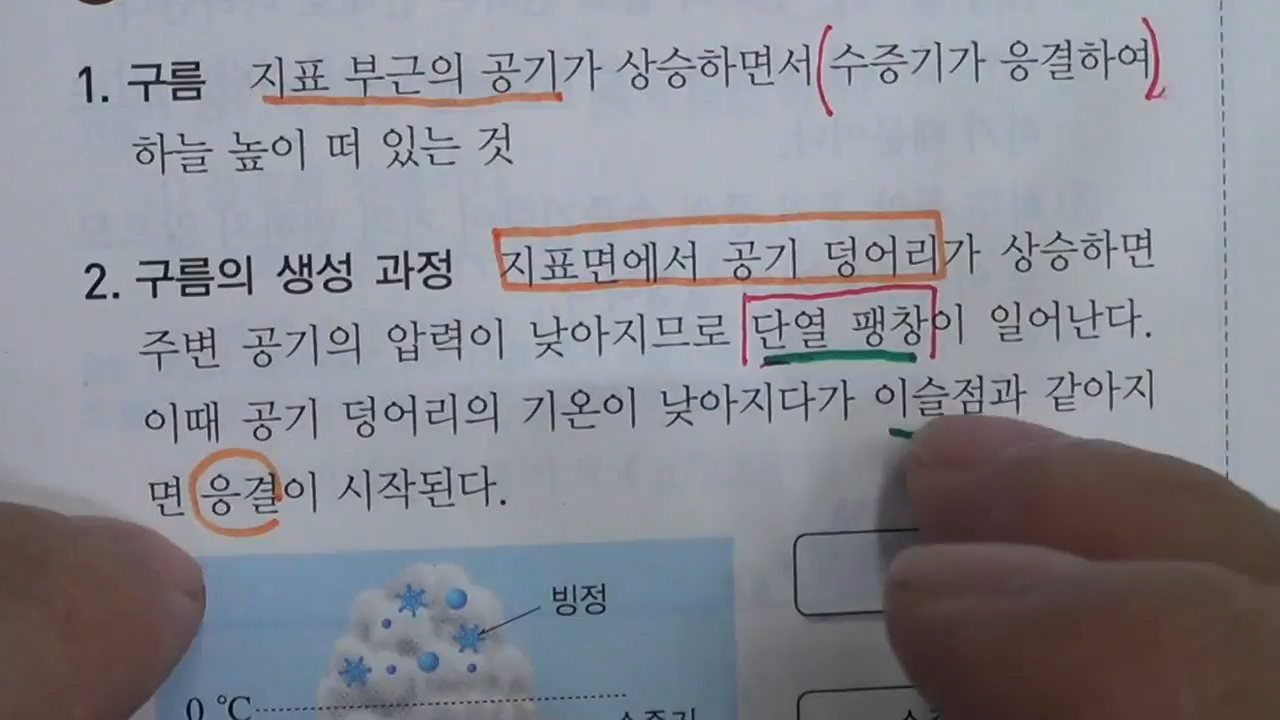 1. 구름 지표 부근의 공기가 상승하면서 수증기가 응결하여
하늘 높이 떠 있는 것
2. 구름의 생성 과정 지표면에서 공기 덩어리가 상승하면
주변 공기의 압력이 낮아지므로 단열 팽창이 일어난다.
이때 공기 덩어리의 기온이 낮아지다가 이슬점과 같아지
면 응결이 시작된다.
빙정
0 ℃